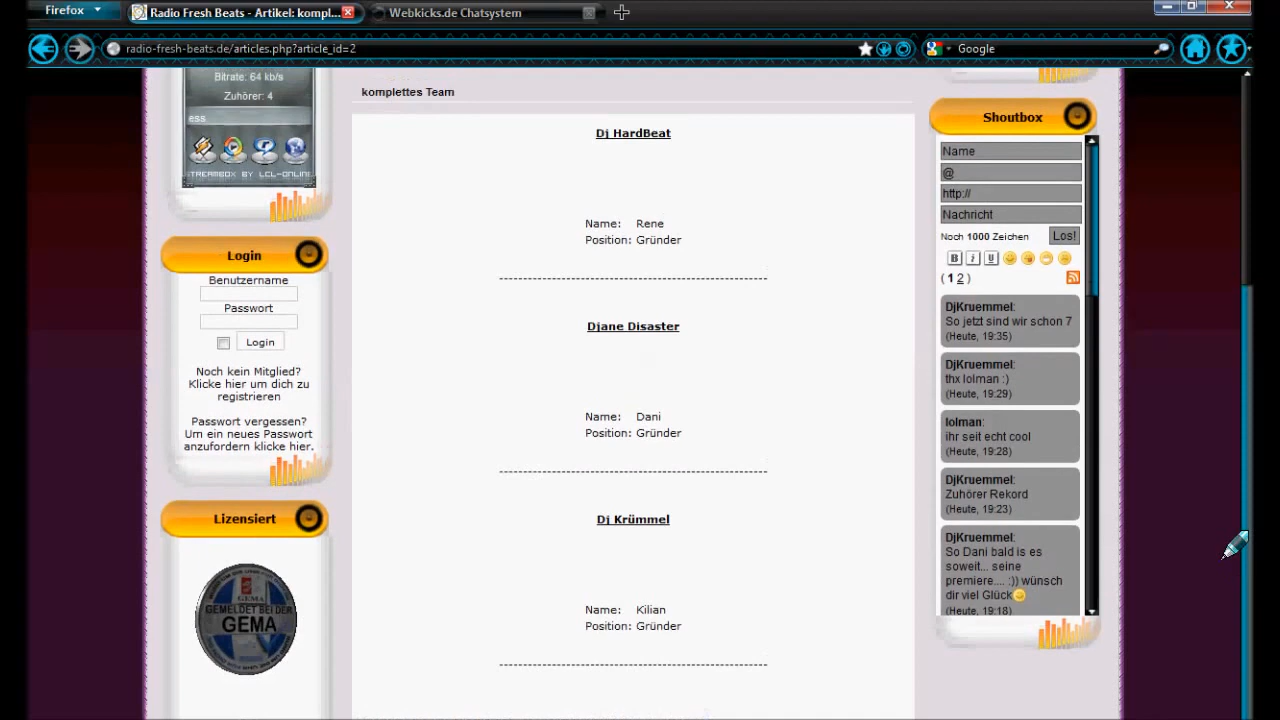 Firefox
Radio Fresh Beats - Artikel: kompl...
Webkicks.de Chatsystem
radio-fresh-beats.de/articles.php?article_id=2
Google
Bitrate: 64 kb/s
Zuhörer: 4
ess
STREAMBOX BY LCL-ONLINE
Login
Benutzername
Passwort
Login
Noch kein Mitglied?
Klicke hier um dich zu
registrieren
Passwort vergessen?
Um ein neues Passwort
anzufordern klicke hier.
Lizensiert
GEMA
GEMELDET BEI DER
GEMA
komplettes Team
Dj HardBeat
Name: Rene
Position: Gründer
----------------------------------------------------
Djane Disaster
Name: Dani
Position: Gründer
----------------------------------------------------
Dj Krümmel
Name: Kilian
Position: Gründer
----------------------------------------------------
Shoutbox
Name
@
http://
Nachricht
Noch 1000 Zeichen Los!
B i U
( 1 2 )
DjKruemmel:
So jetzt sind wir schon 7
(Heute, 19:35)
DjKruemmel:
thx lolman :)
(Heute, 19:29)
lolman:
ihr seit echt cool
(Heute, 19:28)
DjKruemmel:
Zuhörer Rekord
(Heute, 19:23)
DjKruemmel:
So Dani bald is es
soweit... seine
premiere.... :)) wünsch
dir viel Glück
(Heute, 19:18)